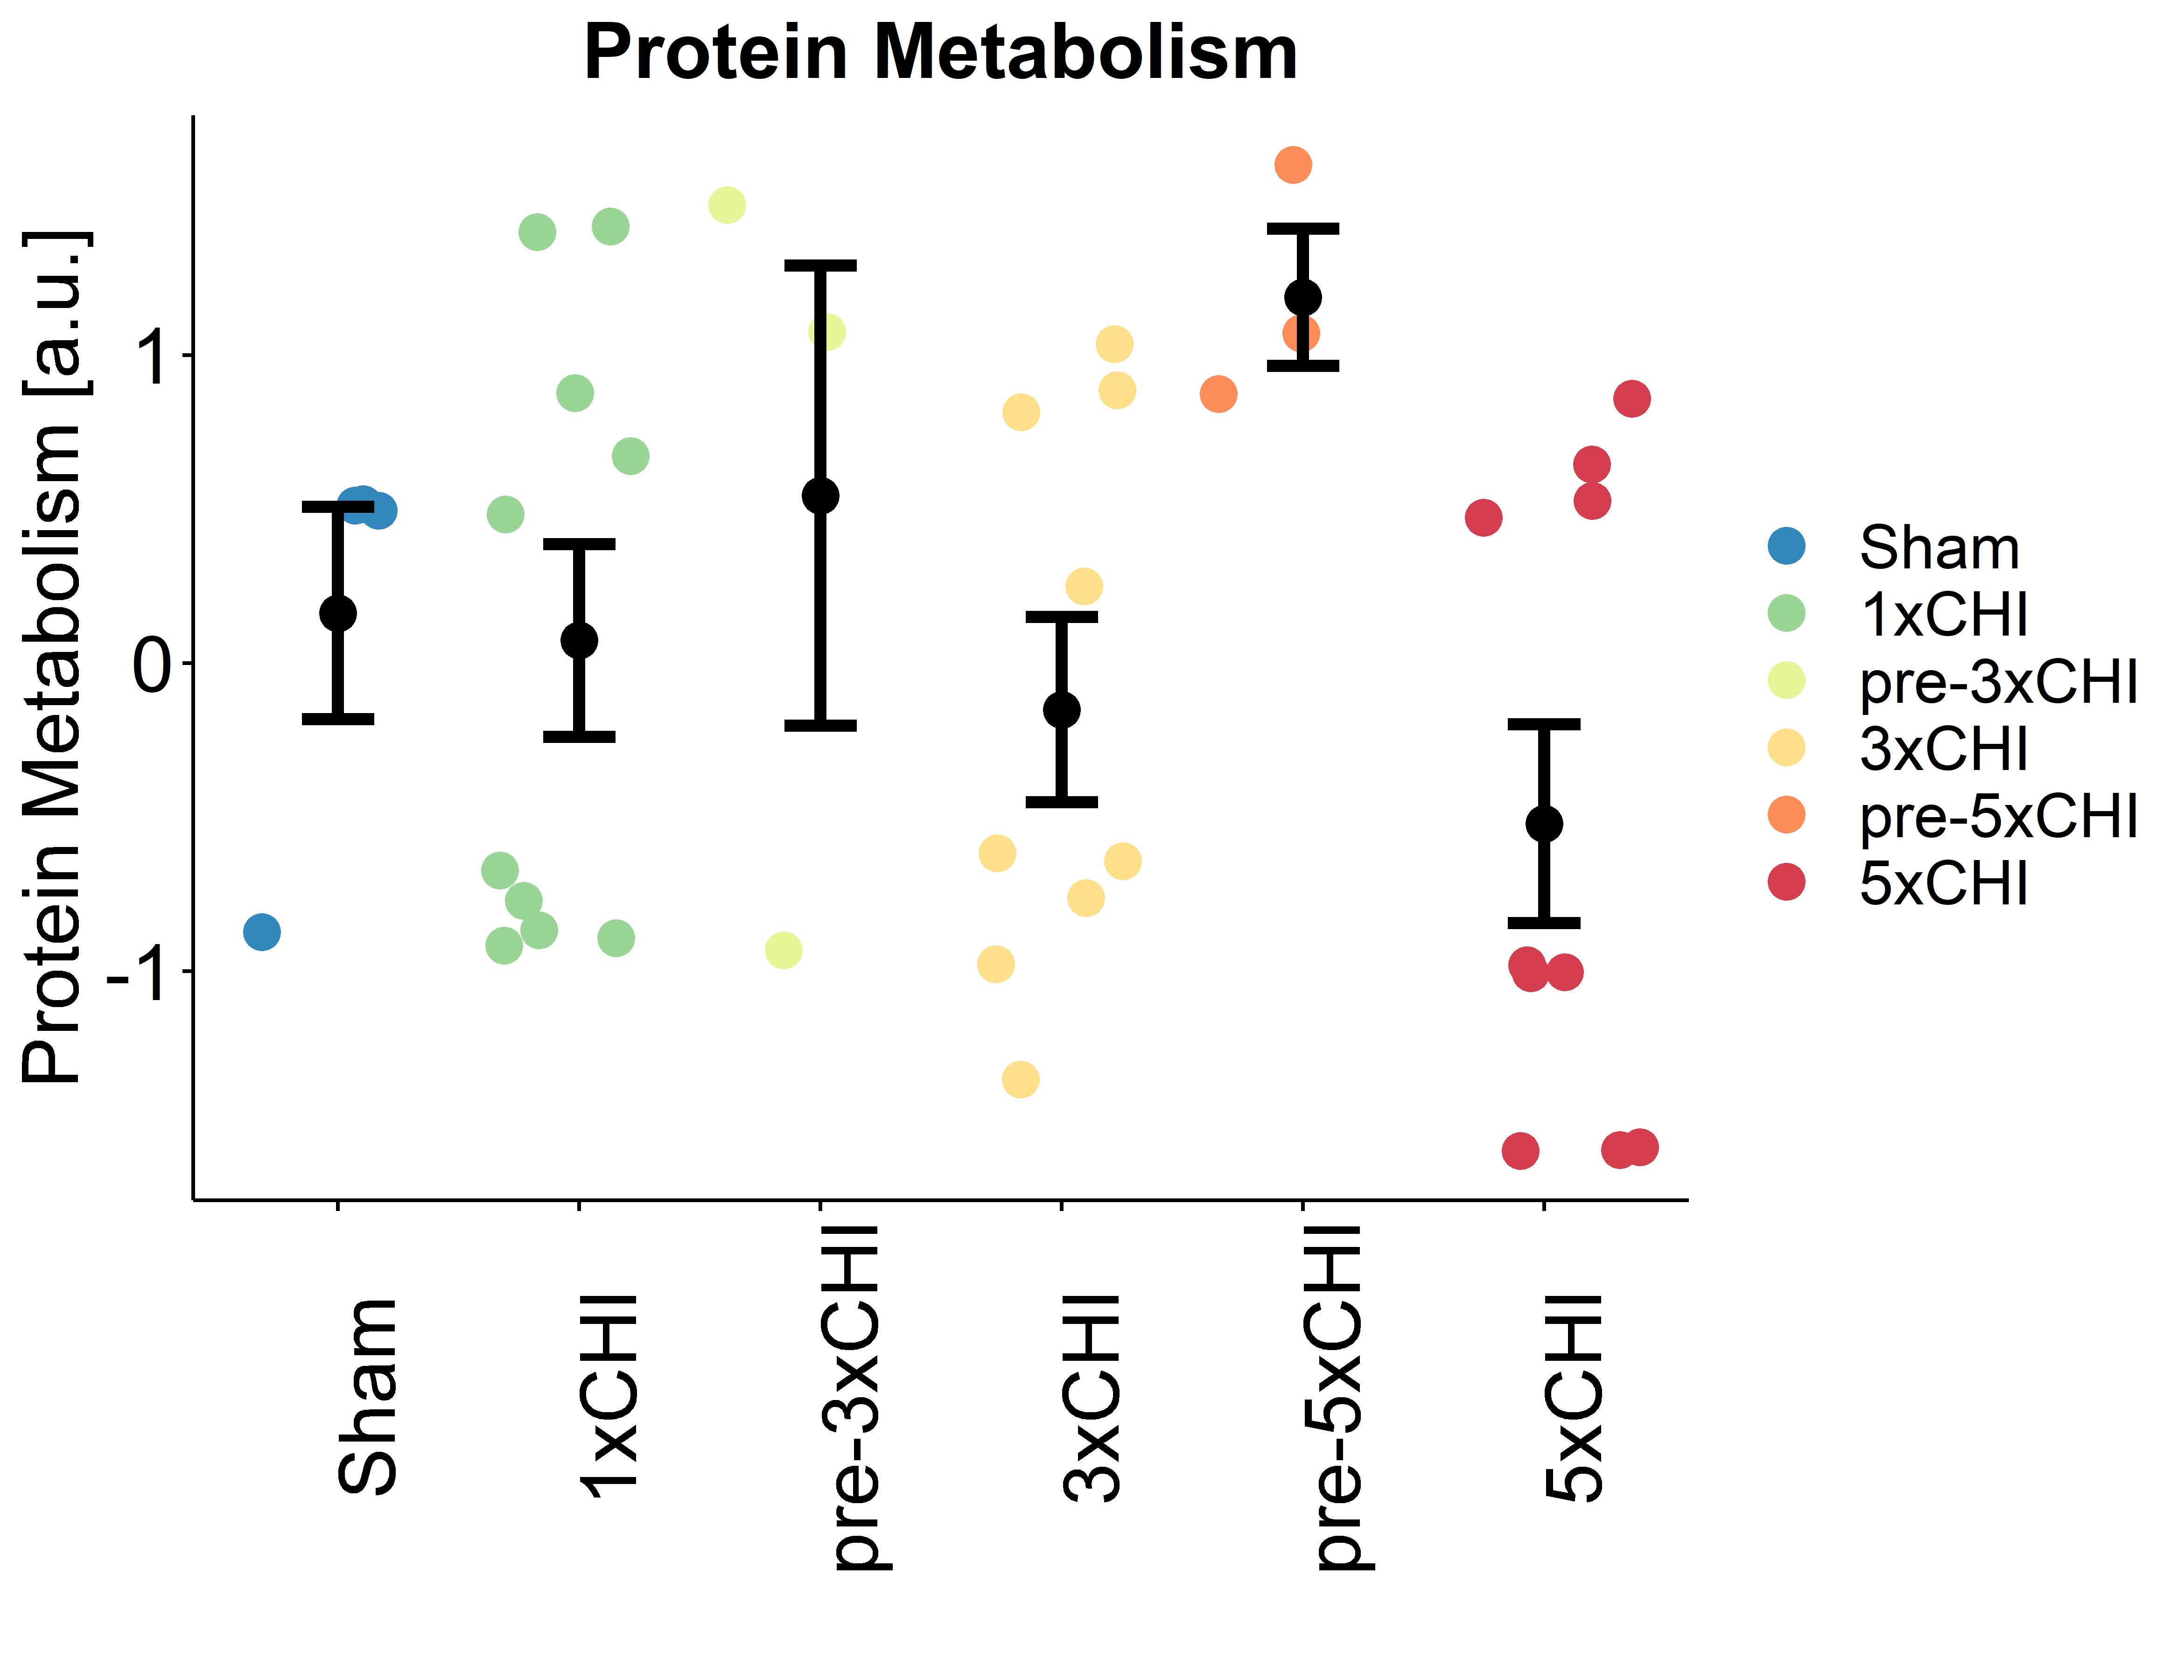 Protein Metabolism
Protein Metabolism [a.u.]
1
0
-1
Sham
1xCHI
pre-3xCHI
3xCHI
pre-5xCHI
5xCHI
Sham
1xCHI
pre-3xCHI
3xCHI
pre-5xCHI
5xCHI